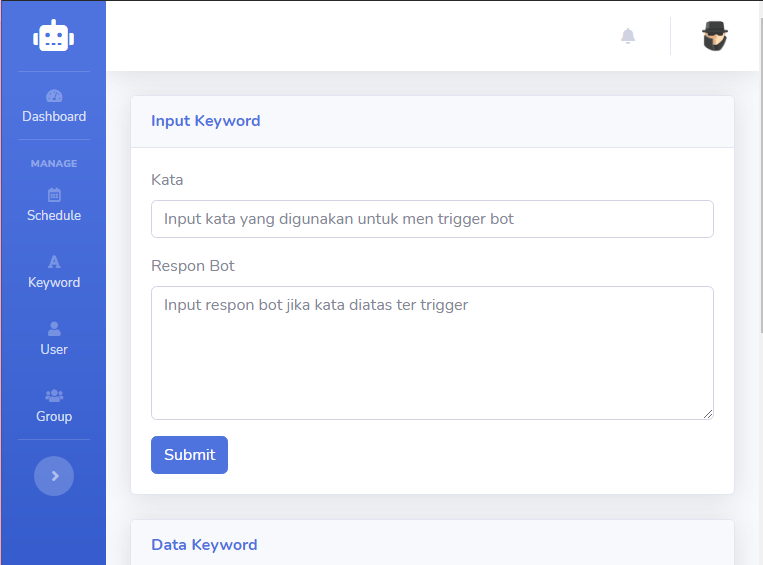 Dashboard
MANAGE
Schedule
Keyword
User
Group
Input Keyword
Kata
Input kata yang digunakan untuk men trigger bot
Respon Bot
Input respon bot jika kata diatas ter trigger
Submit
Data Keyword